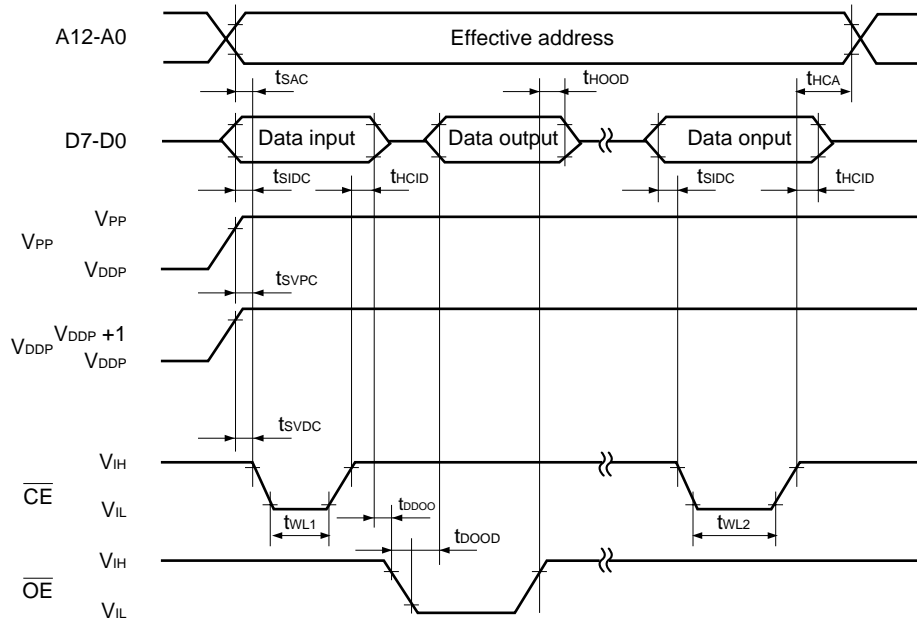 A12-A0
Effective address
tSAC
tHOOD
tHCA
D7-D0
Data input
Data output
Data onput
tSIDC
tHCID
tSIDC
tHCID
VPP
VPP
VDDP
tSVPC
VDDP
VDDP +1
VDDP
tSVDC
CE
VIH
VIL
tWL1
tDDOO
tWL2
tDOOD
OE
VIH
VIL